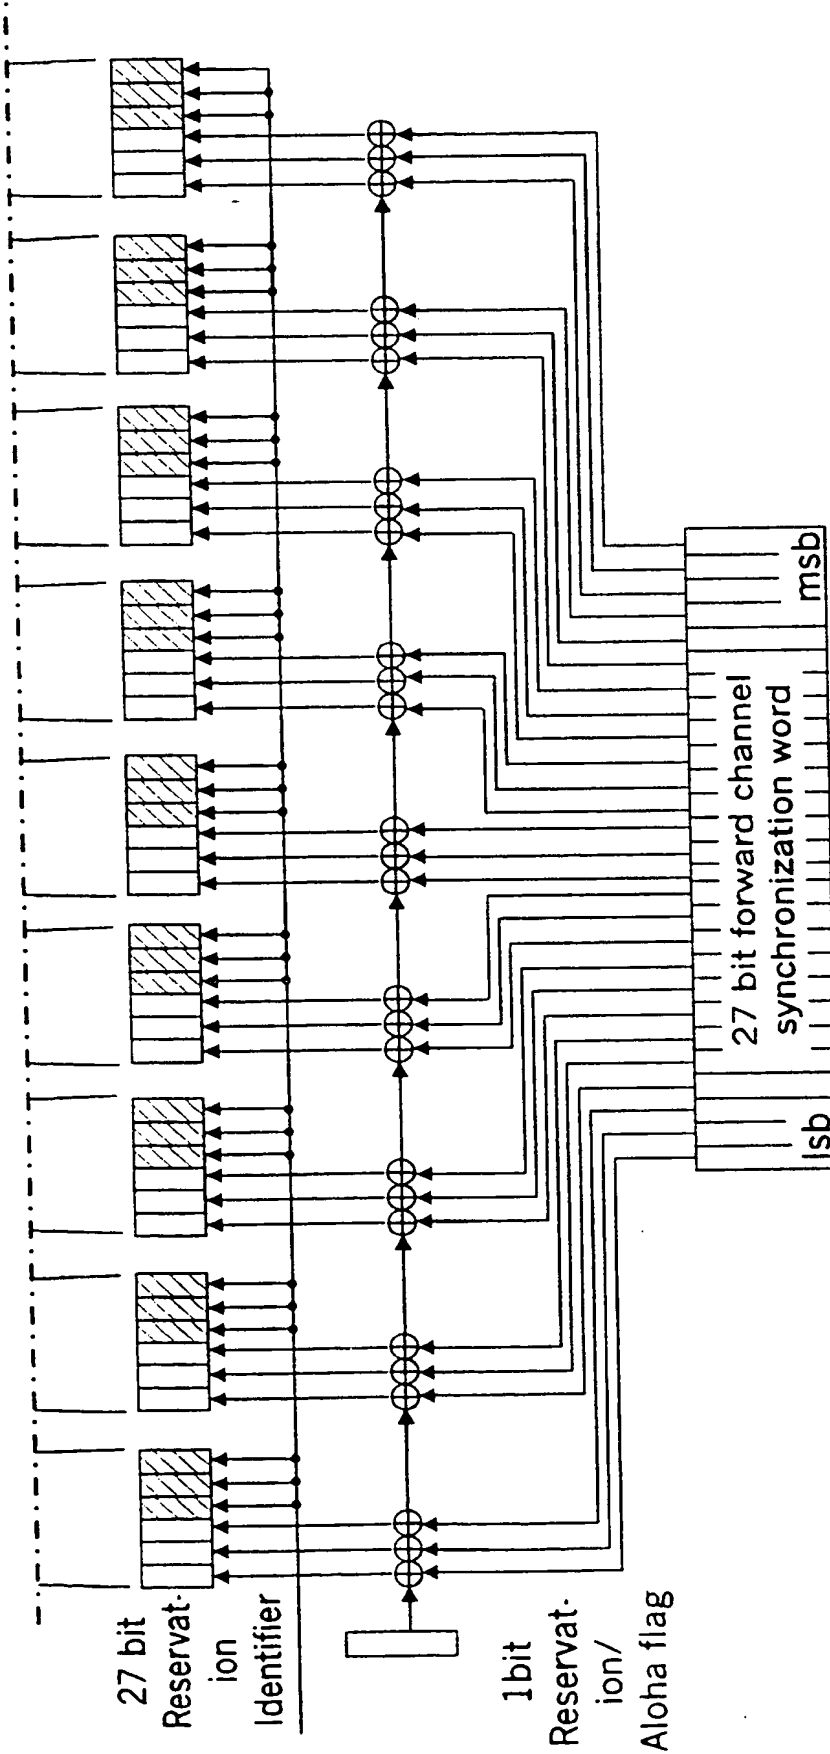 27 bit
Reservat-
ion
Identifier
1bit
Reservat-
ion/
Aloha flag
lsb
27 bit forward channel
synchronization word
msb